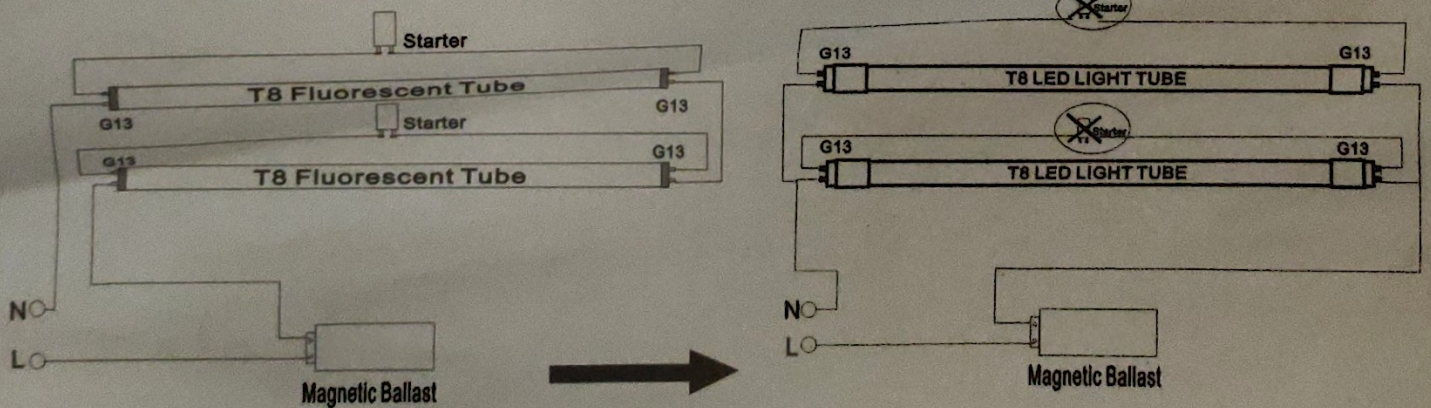 Starter
T8 Fluorescent Tube
G13
G13
Starter
G13
G13
T8 Fluorescent Tube
N
L
Magnetic Ballast
Starter
G13
G13
T8 LED LIGHT TUBE
Starter
G13
G13
T8 LED LIGHT TUBE
N
L
Magnetic Ballast